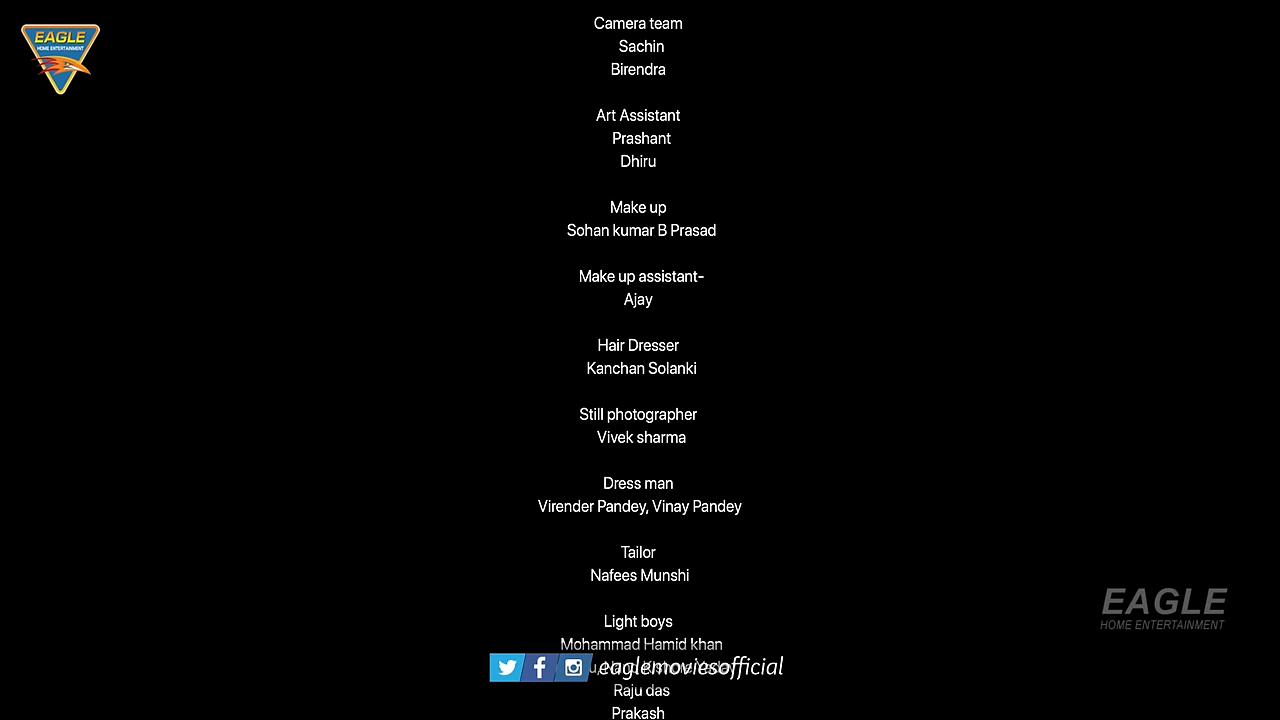 EAGLE
HOME ENTERTAINMENT
Camera team
Sachin
Birendra
Art Assistant
Prashant
Dhiru
Make up
Sohan kumar B Prasad
Make up assistant-
Ajay
Hair Dresser
Kanchan Solanki
Still photographer
Vivek sharma
Dress man
Virender Pandey, Vinay Pandey
Tailor
Nafees Munshi
Light boys
Mohammad Hamid khan
eaglemoviesofficial
Raju das
Prakash
EAGLE
HOME ENTERTAINMENT